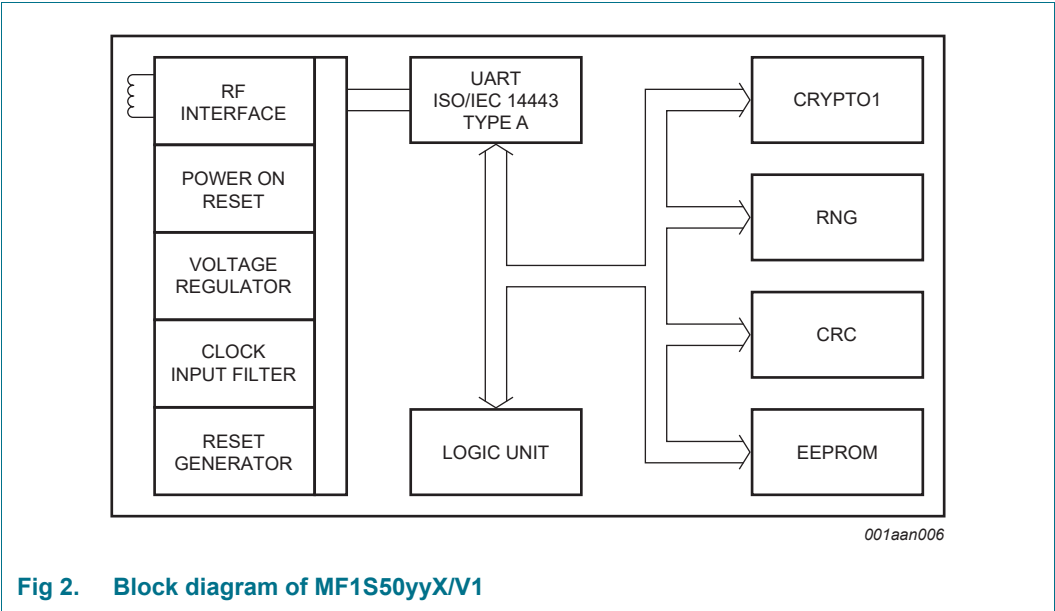 RF
INTERFACE
POWER ON
RESET
VOLTAGE
REGULATOR
CLOCK
INPUT FILTER
RESET
GENERATOR
UART
ISO/IEC 14443
TYPE A
LOGIC UNIT
CRYPTO1
RNG
CRC
EEPROM
001aan006
Fig 2. Block diagram of MF1S50yyX/V1